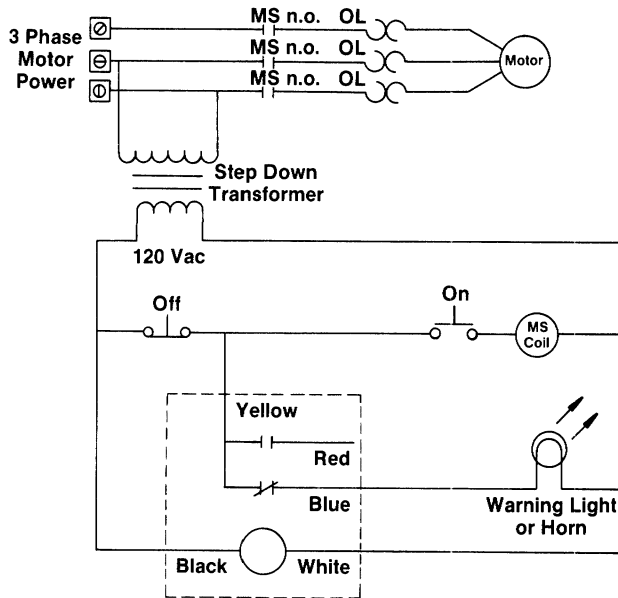 MS n.o. OL
3 Phase
Motor
Power
MS n.o. OL
MS n.o. OL
Motor
Step Down
Transformer
120 Vac
Off
On
MS
Coil
Yellow
Red
Blue
Warning Light
or Horn
Black White